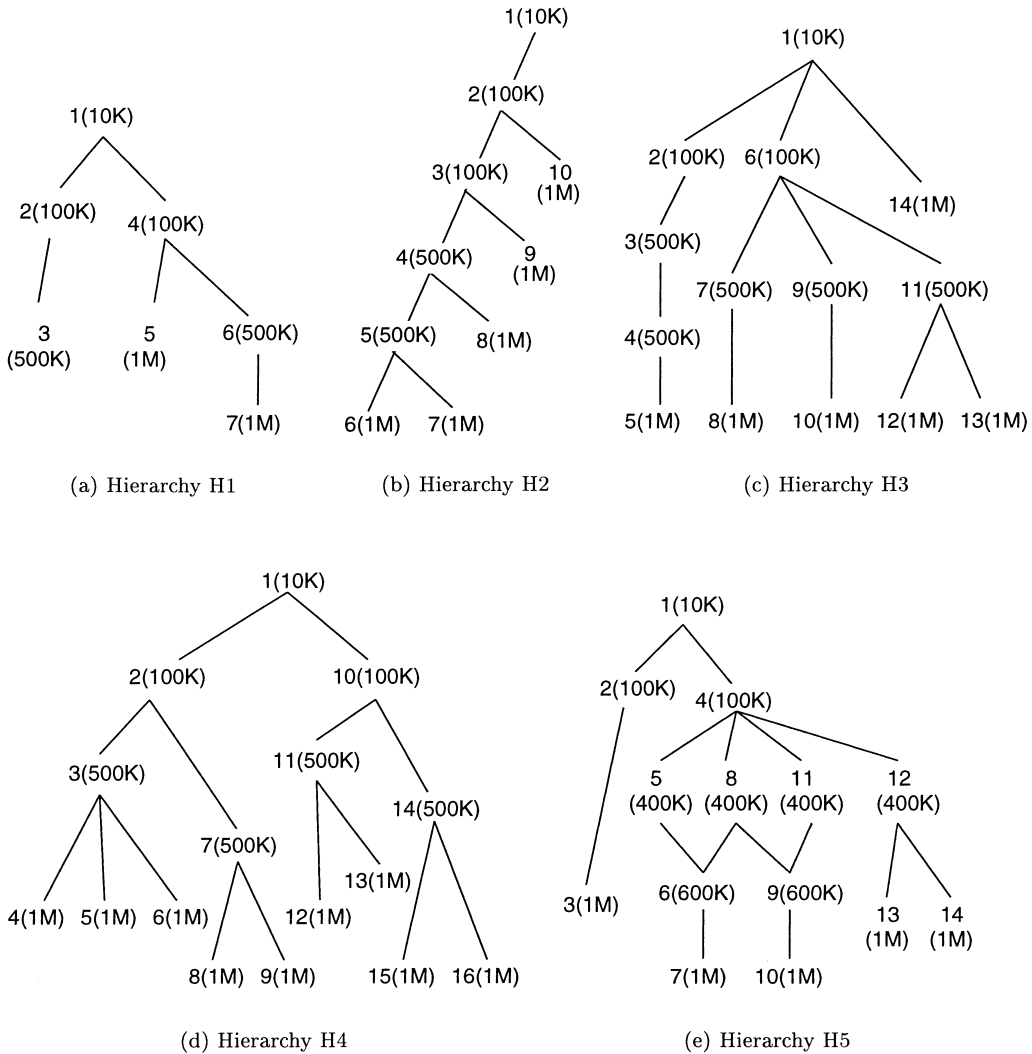 1(10K)
2(100K)
4(100K)
3
(500K)
5
(1M)
6(500K)
7(1M)
(a) Hierarchy H1
1(10K)
2(100K)
3(100K)
10
(1M)
4(500K)
9
(1M)
5(500K)
8(1M)
6(1M)
7(1M)
(b) Hierarchy H2
1(10K)
2(100K)
6(100K)
14(1M)
3(500K)
7(500K)
9(500K)
11(500K)
4(500K)
5(1M)
8(1M)
10(1M)
12(1M)
13(1M)
(c) Hierarchy H3
1(10K)
2(100K)
10(100K)
3(500K)
11(500K)
14(500K)
7(500K)
13(1M)
4(1M)
5(1M)
6(1M)
12(1M)
8(1M)
9(1M)
15(1M)
16(1M)
(d) Hierarchy H4
1(10K)
2(100K)
4(100K)
5
(400K)
8
(400K)
11
(400K)
12
(400K)
3(1M)
6(600K)
9(600K)
13
(1M)
14
(1M)
7(1M)
10(1M)
(e) Hierarchy H5